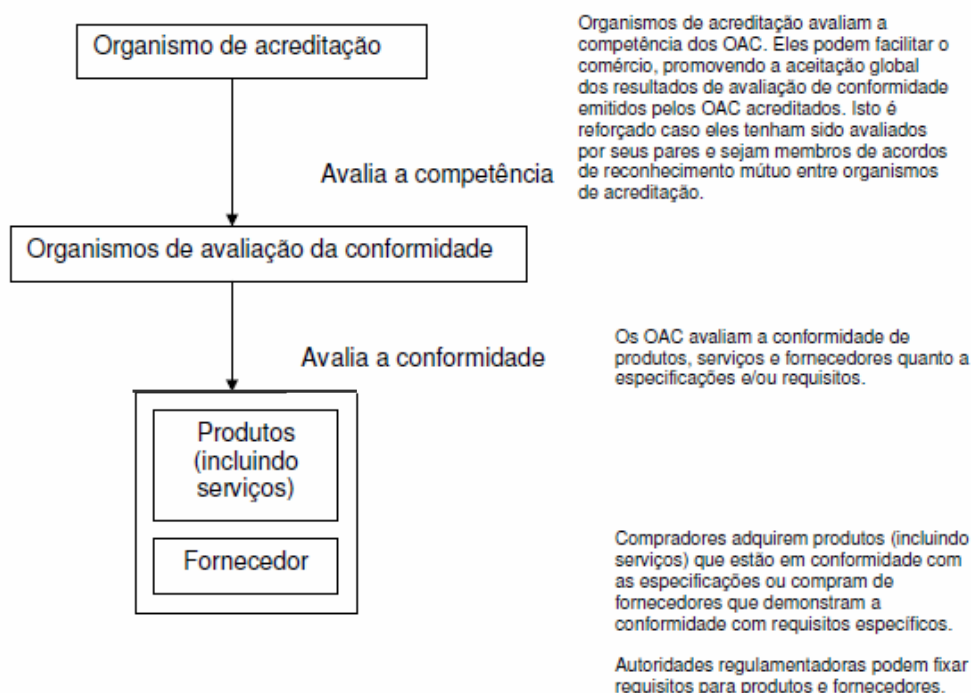 Organismo de acreditação
Organismos de acreditação avaliam a
competência dos OAC. Eles podem facilitar o
comércio, promovendo a aceitação global
dos resultados de avaliação de conformidade
emitidos pelos OAC acreditados. Isto é
reforçado caso eles tenham sido avaliados
por seus pares e sejam membros de acordos
de reconhecimento mútuo entre organismos
de acreditação.
Avalia a competência
Organismos de avaliação da conformidade
Avalia a conformidade
Os OAC avaliam a conformidade de
produtos, serviços e fornecedores quanto a
especificações e/ou requisitos.
Produtos
(incluindo
serviços)
Fornecedor
Compradores adquirem produtos (incluindo
serviços) que estão em conformidade com
as especificações ou compram de
fornecedores que demonstram a
conformidade com requisitos específicos.
Autoridades regulamentadoras podem fixar
requisitos para produtos e fornecedores.